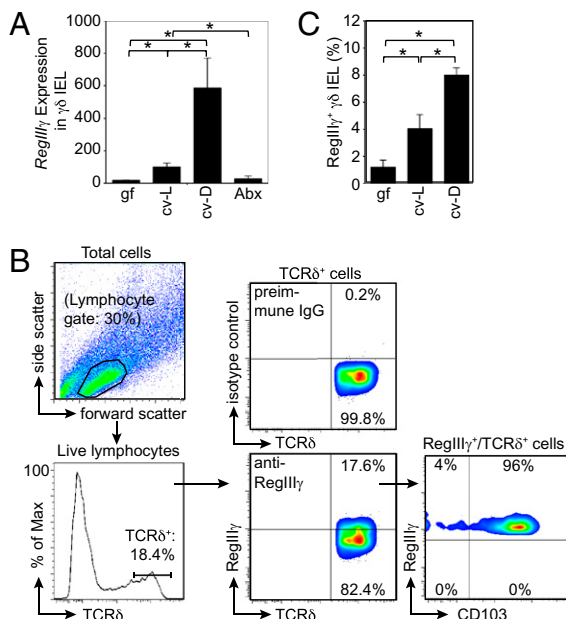 A
RegIIIγ Expression
in γδ IEL
1000
800
600
400
200
0
* *
* *
gf cv-L cv-D Abx
C
RegIIIγ⁺ γδ IEL (%)
12
10
8
6
4
2
0
*
* *
gf cv-L cv-D
B
Total cells
(Lymphocyte
gate: 30%)
side scatter
forward scatter
TCRδ⁺ cells
preim-
mune IgG
0.2%
99.8%
isotype control
TCRδ
Live lymphocytes
100
% of Max
TCRδ⁺:
18.4%
TCRδ
anti-
RegIIIγ
17.6%
82.4%
RegIIIγ
TCRδ
RegIIIγ⁺/TCRδ⁺ cells
4% 96%
0% 0%
RegIIIγ
CD103